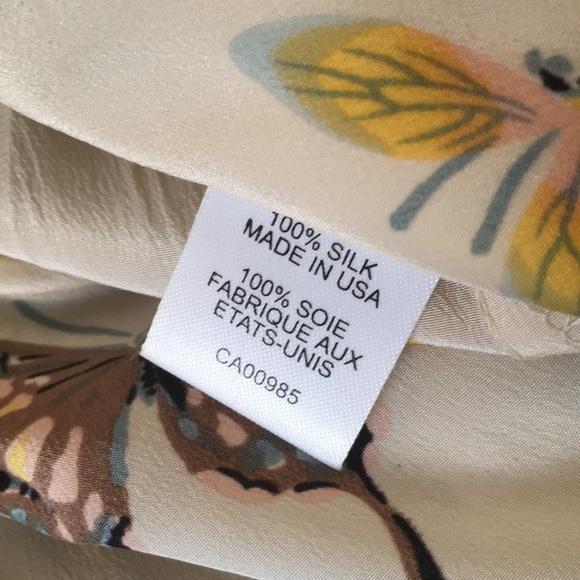 100% SILK
MADE IN USA
100% SOIE
FABRIQUE AUX
ETATS-UNIS
CA00985